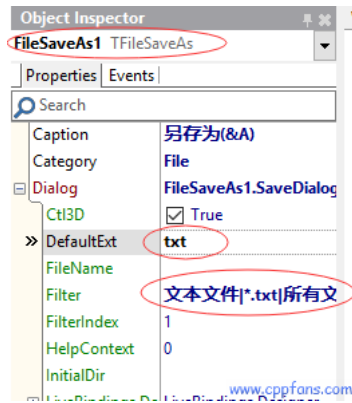 Object Inspector
FileSaveAs1 TFileSaveAs
Properties Events
Search
Caption 另存为(&A)
Category File
Dialog FileSaveAs1.SaveDialog
Ctl3D True
DefaultExt txt
FileName
Filter 文本文件|*.txt|所有文
FilterIndex 1
HelpContext 0
InitialDir
www.cppfans.com